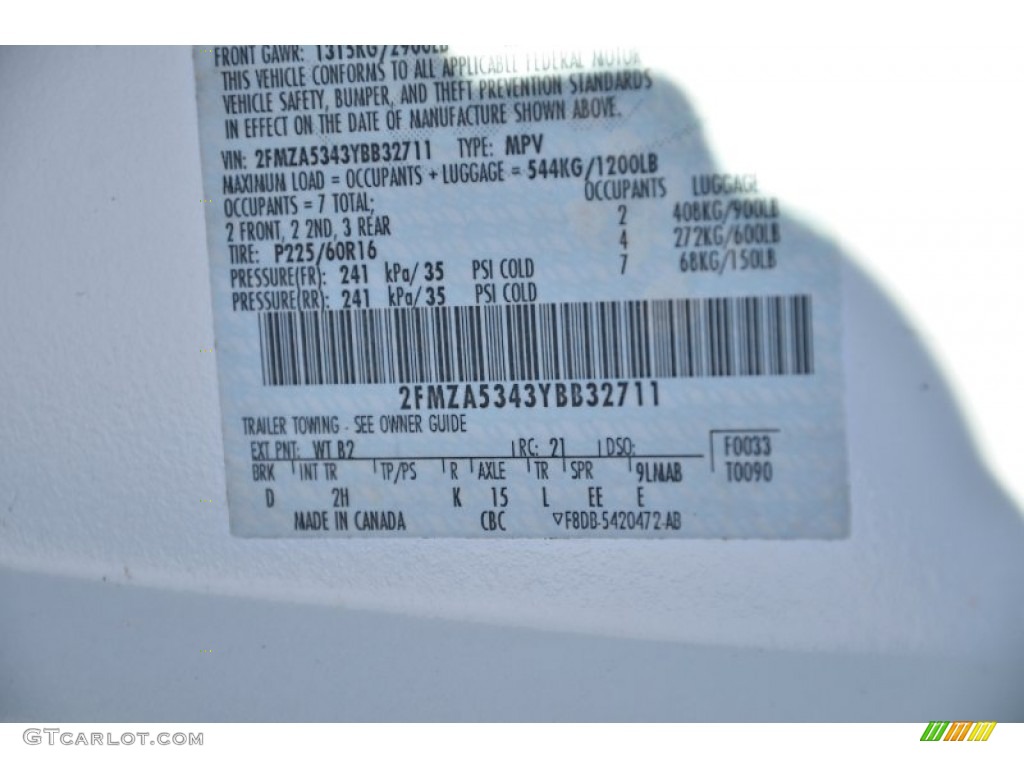 FRONT GAWR: 1315KG/2900LB
THIS VEHICLE CONFORMS TO ALL APPLICABLE FEDERAL MOTOR
VEHICLE SAFETY, BUMPER, AND THEFT PREVENTION STANDARDS
IN EFFECT ON THE DATE OF MANUFACTURE SHOWN ABOVE.
VIN: 2FMZA5343YBB32711 TYPE: MPV
MAXIMUM LOAD = OCCUPANTS + LUGGAGE = 544KG/1200LB
OCCUPANTS = 7 TOTAL; OCCUPANTS LUGGAGE
2 FRONT, 2 2ND, 3 REAR 2 408KG/900LB
TIRE: P225/60R16 4 272KG/600LB
PRESSURE(FR): 241 kPa/ 35 PSI COLD 7 68KG/150LB
PRESSURE(RR): 241 kPa/ 35 PSI COLD
2FMZA5343YBB32711
TRAILER TOWING - SEE OWNER GUIDE
EXT PNT: WT B2 RC: 21 DSO: F0033
BRK INT TR TP/PS R AXLE TR SPR 9LMAB T0090
D 2H K 15 L EE E
MADE IN CANADA CBC ▽F8DB-5420472-AB
GTCARLOT.COM